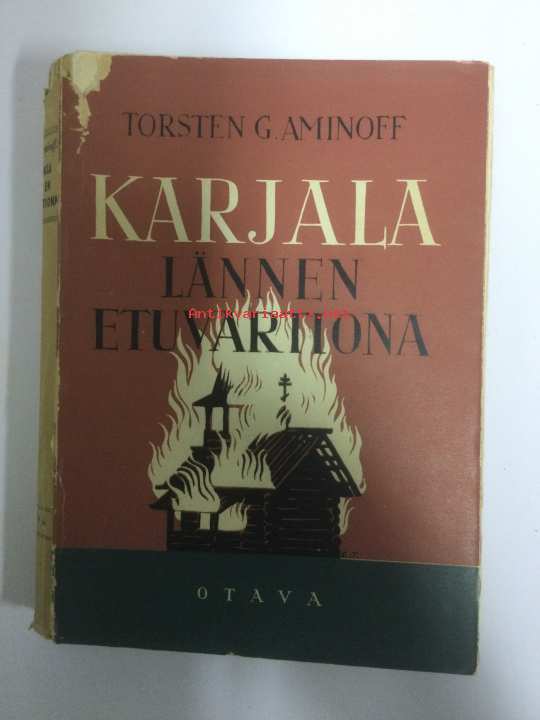 TORSTEN G. AMINOFF
KARJALA
LÄNNEN
ETUVARTIONA
Antikvariaatti.net
OTAVA